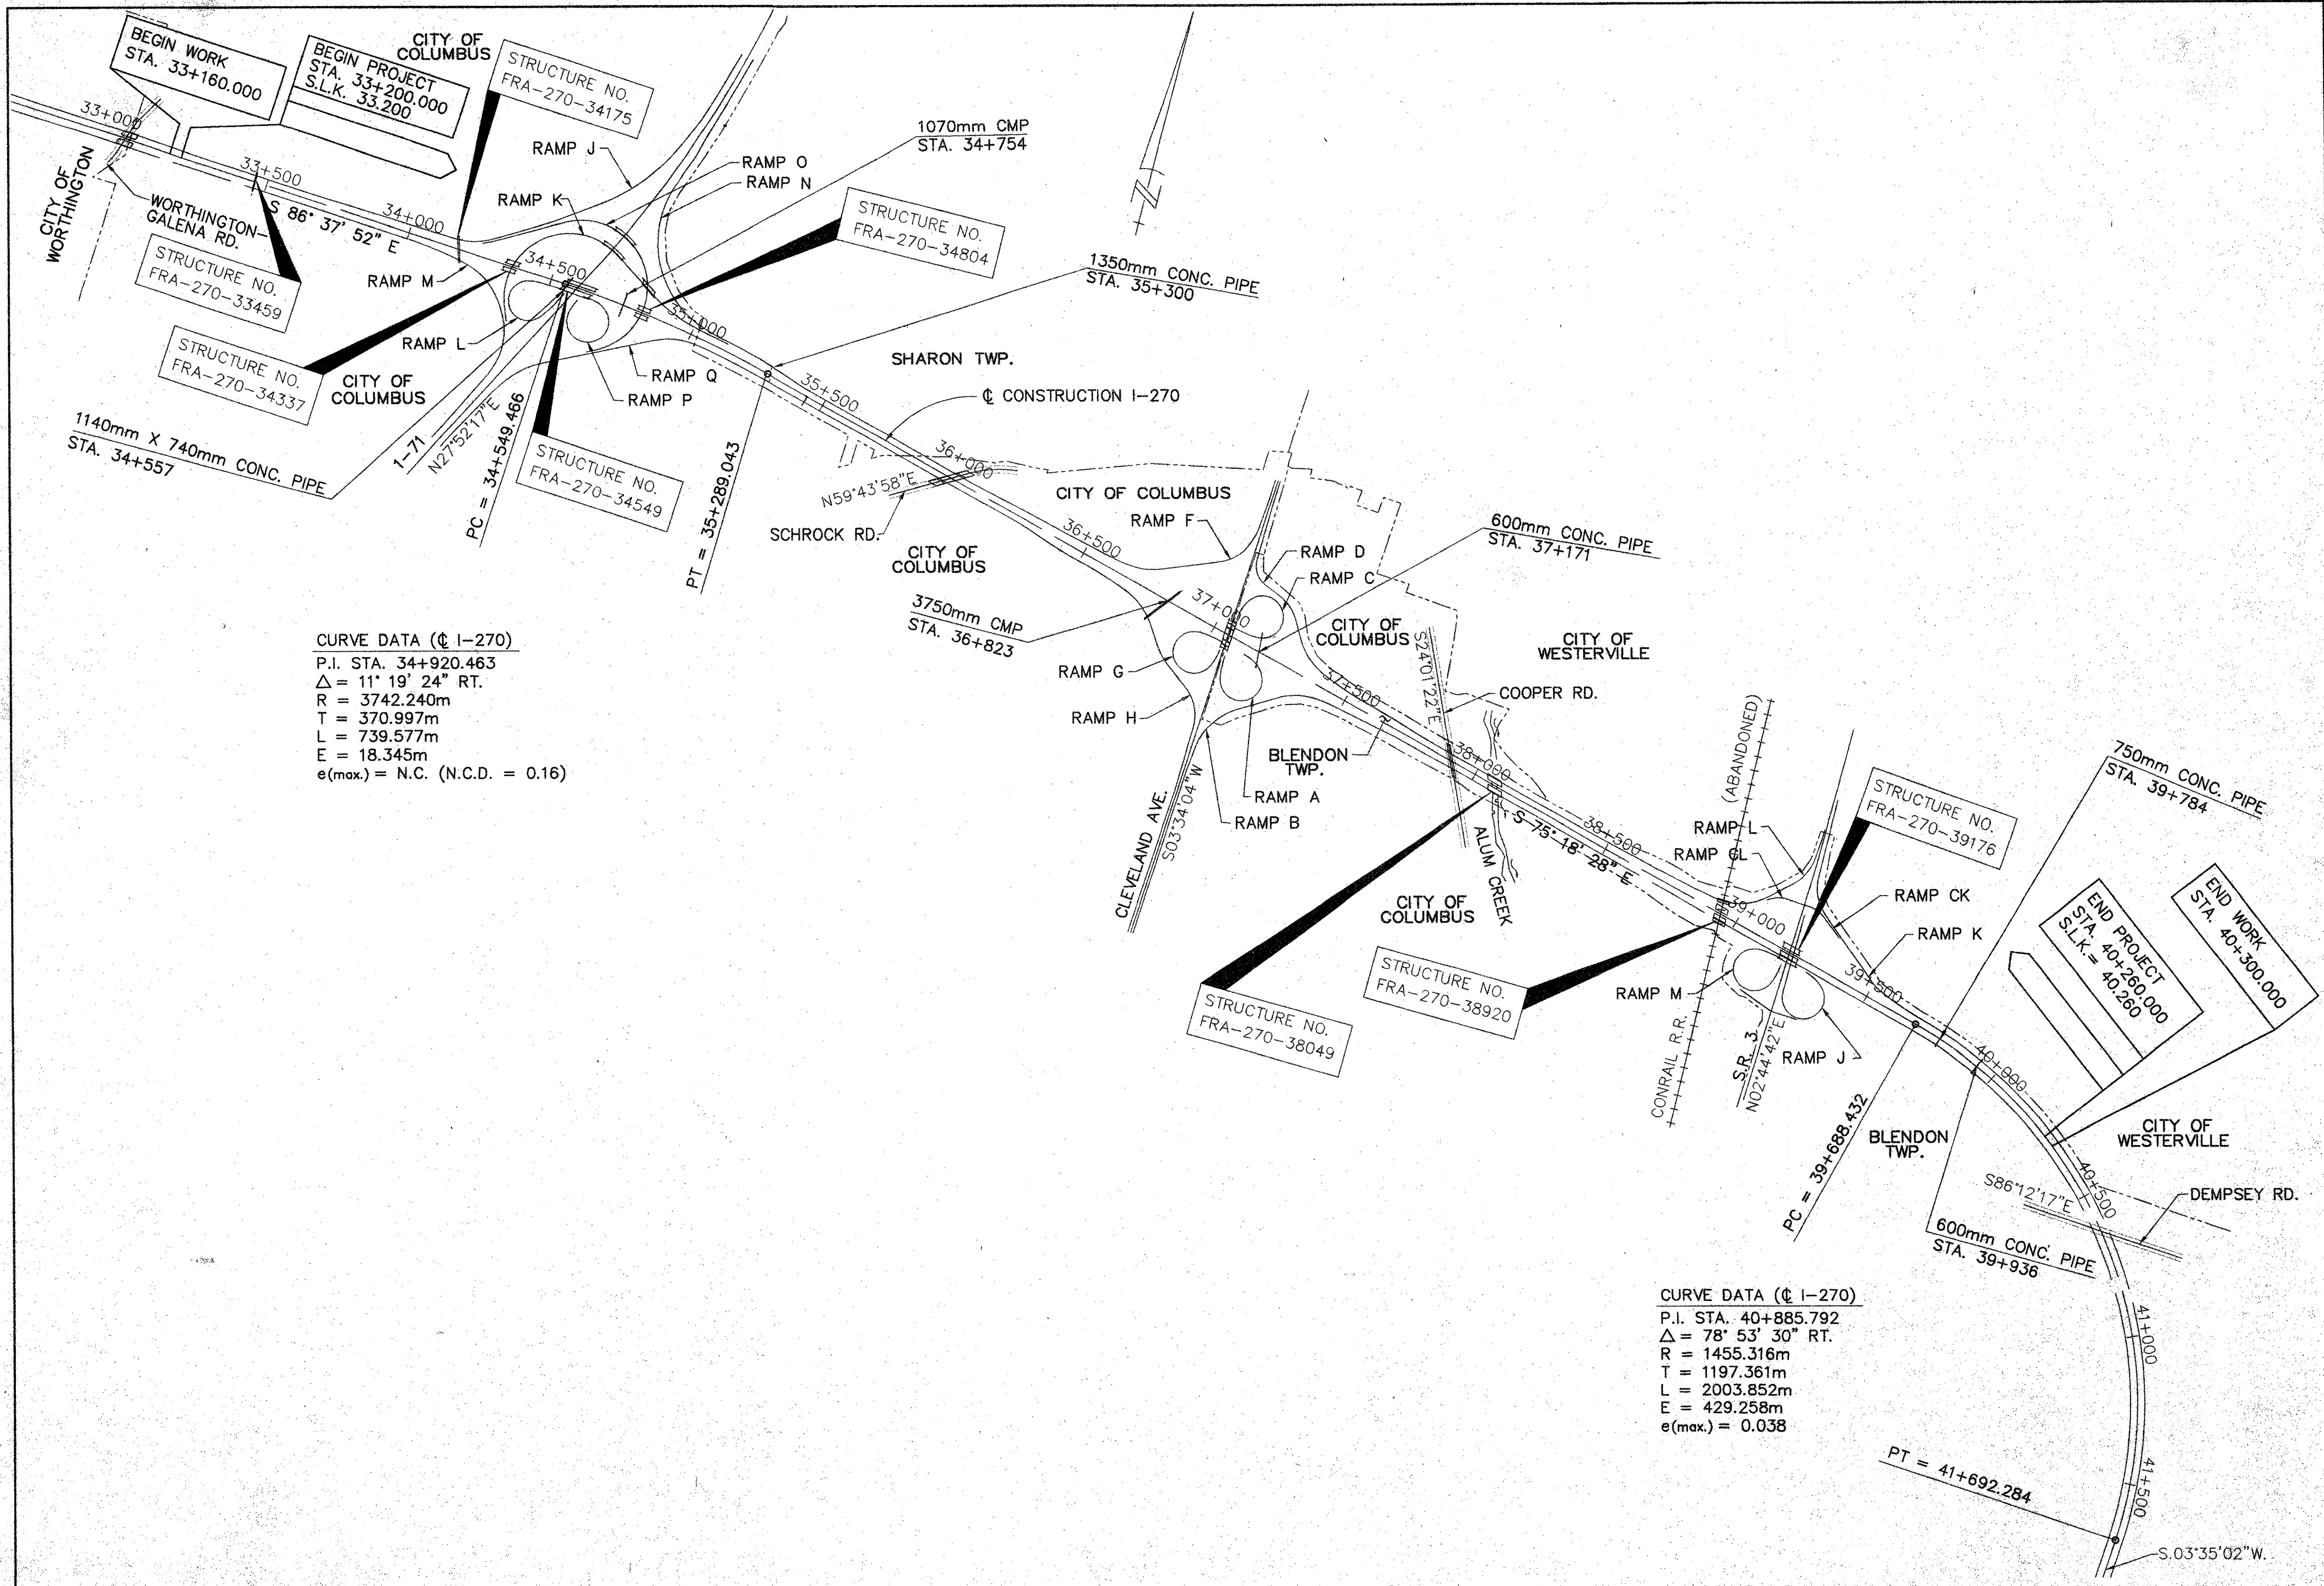 BEGIN WORK
STA. 33+160.000
BEGIN PROJECT
STA. 33+200.000
S.L.K. 33.200
CITY OF
COLUMBUS
STRUCTURE NO.
FRA-270-34175
33+000
CITY OF
WORTHINGTON
WORTHINGTON-
GALENA RD.
33+500
S 86° 37' 52" E
34+000
STRUCTURE NO.
FRA-270-33459
RAMP J
RAMP K
RAMP O
RAMP N
1070mm CMP
STA. 34+754
STRUCTURE NO.
FRA-270-34804
N
RAMP M
34+500
RAMP L
35+000
1350mm CONC. PIPE
STA. 35+300
STRUCTURE NO.
FRA-270-34337
CITY OF
COLUMBUS
RAMP Q
RAMP P
SHARON TWP.
35+500
℄ CONSTRUCTION I-270
1140mm X 740mm CONC. PIPE
STA. 34+557
I-71
N27°52'17"E
PC = 34+549.466
STRUCTURE NO.
FRA-270-34549
PT = 35+289.043
36+000
N59°43'58"E
SCHROCK RD.
CITY OF COLUMBUS
RAMP F
CITY OF
COLUMBUS
36+500
RAMP D
RAMP C
600mm CONC. PIPE
STA. 37+171
3750mm CMP
STA. 36+823
37+000
CITY OF
COLUMBUS
RAMP G
RAMP H
37+500
S24°01'22"E
CITY OF
WESTERVILLE
COOPER RD.
BLENDON
TWP.
RAMP A
RAMP B
CLEVELAND AVE.
S03°34'04"W
38+000
S 75° 18' 28" E
ALUM CREEK
38+500
CITY OF
COLUMBUS
CURVE DATA (℄ I-270)
P.I. STA. 34+920.463
△ = 11° 19' 24" RT.
R = 3742.240m
T = 370.997m
L = 739.577m
E = 18.345m
e(max.) = N.C. (N.C.D. = 0.16)
(ABANDONED)
RAMP L
RAMP CL
STRUCTURE NO.
FRA-270-39176
750mm CONC. PIPE
STA. 39+784
39+000
RAMP CK
RAMP K
STRUCTURE NO.
FRA-270-38049
STRUCTURE NO.
FRA-270-38920
RAMP M
39+500
RAMP J
CONRAIL R.R.
S.R. 3
N02°44'42"E
END PROJECT
STA. 40+260.000
S.L.K.= 40.260
END WORK
STA. 40+300.000
40+000
PC = 39+688.432
BLENDON
TWP.
CITY OF
WESTERVILLE
40+500
S86°12'17"E
DEMPSEY RD.
600mm CONC. PIPE
STA. 39+936
CURVE DATA (℄ I-270)
P.I. STA. 40+885.792
△ = 78° 53' 30" RT.
R = 1455.316m
T = 1197.361m
L = 2003.852m
E = 429.258m
e(max.) = 0.038
41+000
41+500
PT = 41+692.284
S.03°35'02"W.